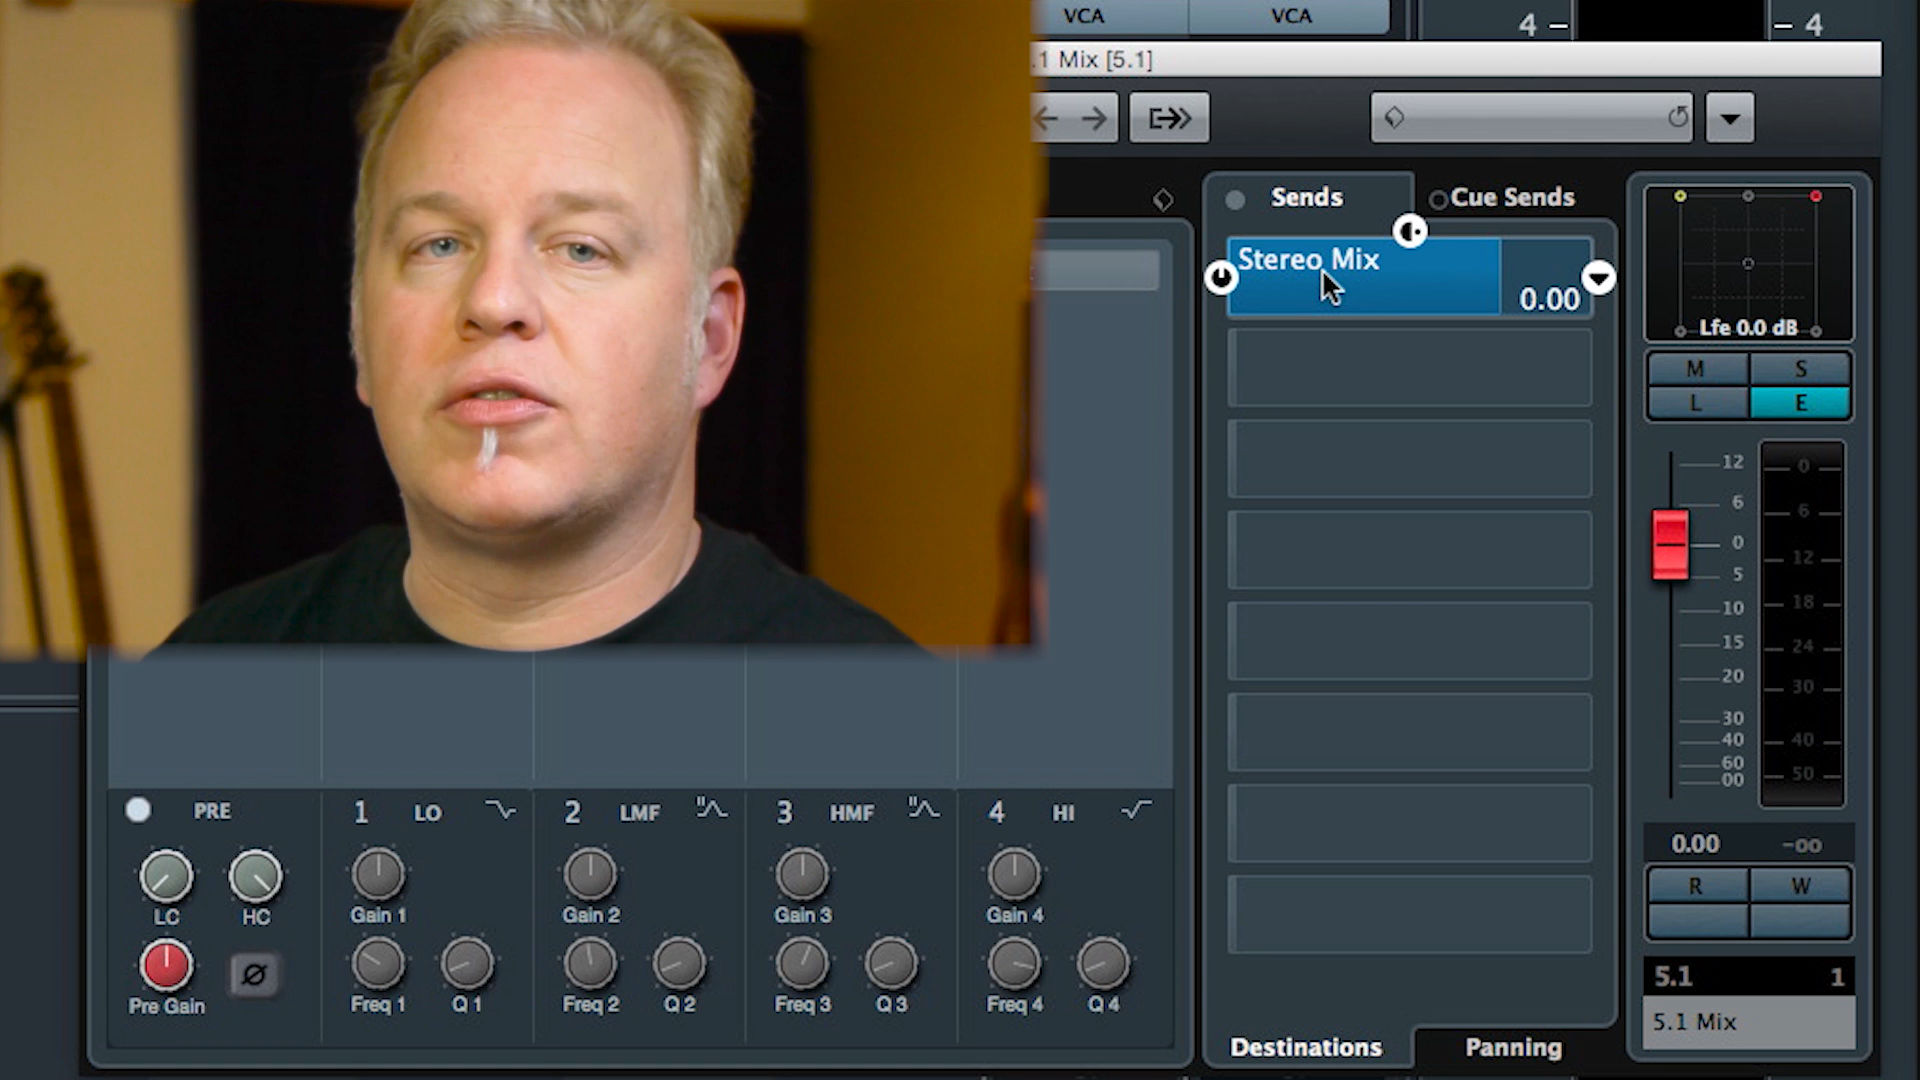 VCA VCA
4 4
.1 Mix [5.1]
Sends Cue Sends
Stereo Mix
0.00
Lfe 0.0 dB
M S
L E
12 0
6 6
0 12
5 18
10 24
15 30
20 40
30 50
40
60
00
0.00 -oo
R W
5.1 1
5.1 Mix
PRE 1 LO 2 LMF 3 HMF 4 HI
LC HC Gain 1 Gain 2 Gain 3 Gain 4
Pre Gain Ø Freq 1 Q 1 Freq 2 Q 2 Freq 3 Q 3 Freq 4 Q 4
Destinations Panning